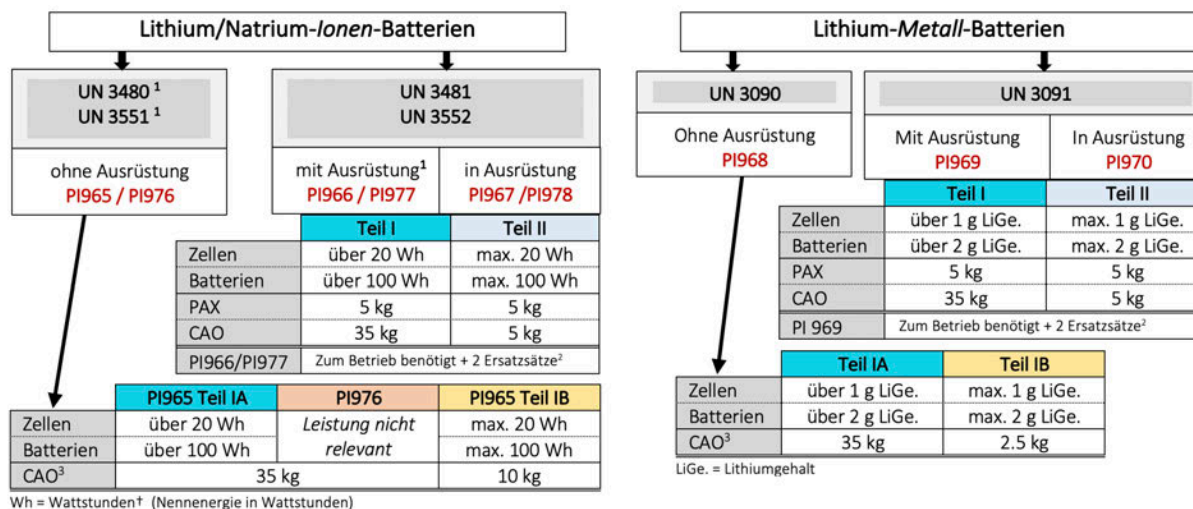 Lithium/Natrium-Ionen-Batterien
UN 3480 ¹
UN 3551 ¹
ohne Ausrüstung
PI965 / PI976
UN 3481
UN 3552
mit Ausrüstung¹
PI966 / PI977
in Ausrüstung
PI967 /PI978
Teil I Teil II
Zellen über 20 Wh max. 20 Wh
Batterien über 100 Wh max. 100 Wh
PAX 5 kg 5 kg
CAO 35 kg 5 kg
PI966/PI977 Zum Betrieb benötigt + 2 Ersatzsätze²
PI965 Teil IA PI976 PI965 Teil IB
Zellen über 20 Wh Leistung nicht max. 20 Wh
Batterien über 100 Wh relevant max. 100 Wh
CAO³ 35 kg 10 kg
Wh = Wattstunden† (Nennenergie in Wattstunden)
Lithium-Metall-Batterien
UN 3090
Ohne Ausrüstung
PI968
UN 3091
Mit Ausrüstung
PI969
In Ausrüstung
PI970
Teil I Teil II
Zellen über 1 g LiGe. max. 1 g LiGe.
Batterien über 2 g LiGe. max. 2 g LiGe.
PAX 5 kg 5 kg
CAO 35 kg 5 kg
PI 969 Zum Betrieb benötigt + 2 Ersatzsätze²
Teil IA Teil IB
Zellen über 1 g LiGe. max. 1 g LiGe.
Batterien über 2 g LiGe. max. 2 g LiGe.
CAO³ 35 kg 2.5 kg
LiGe. = Lithiumgehalt